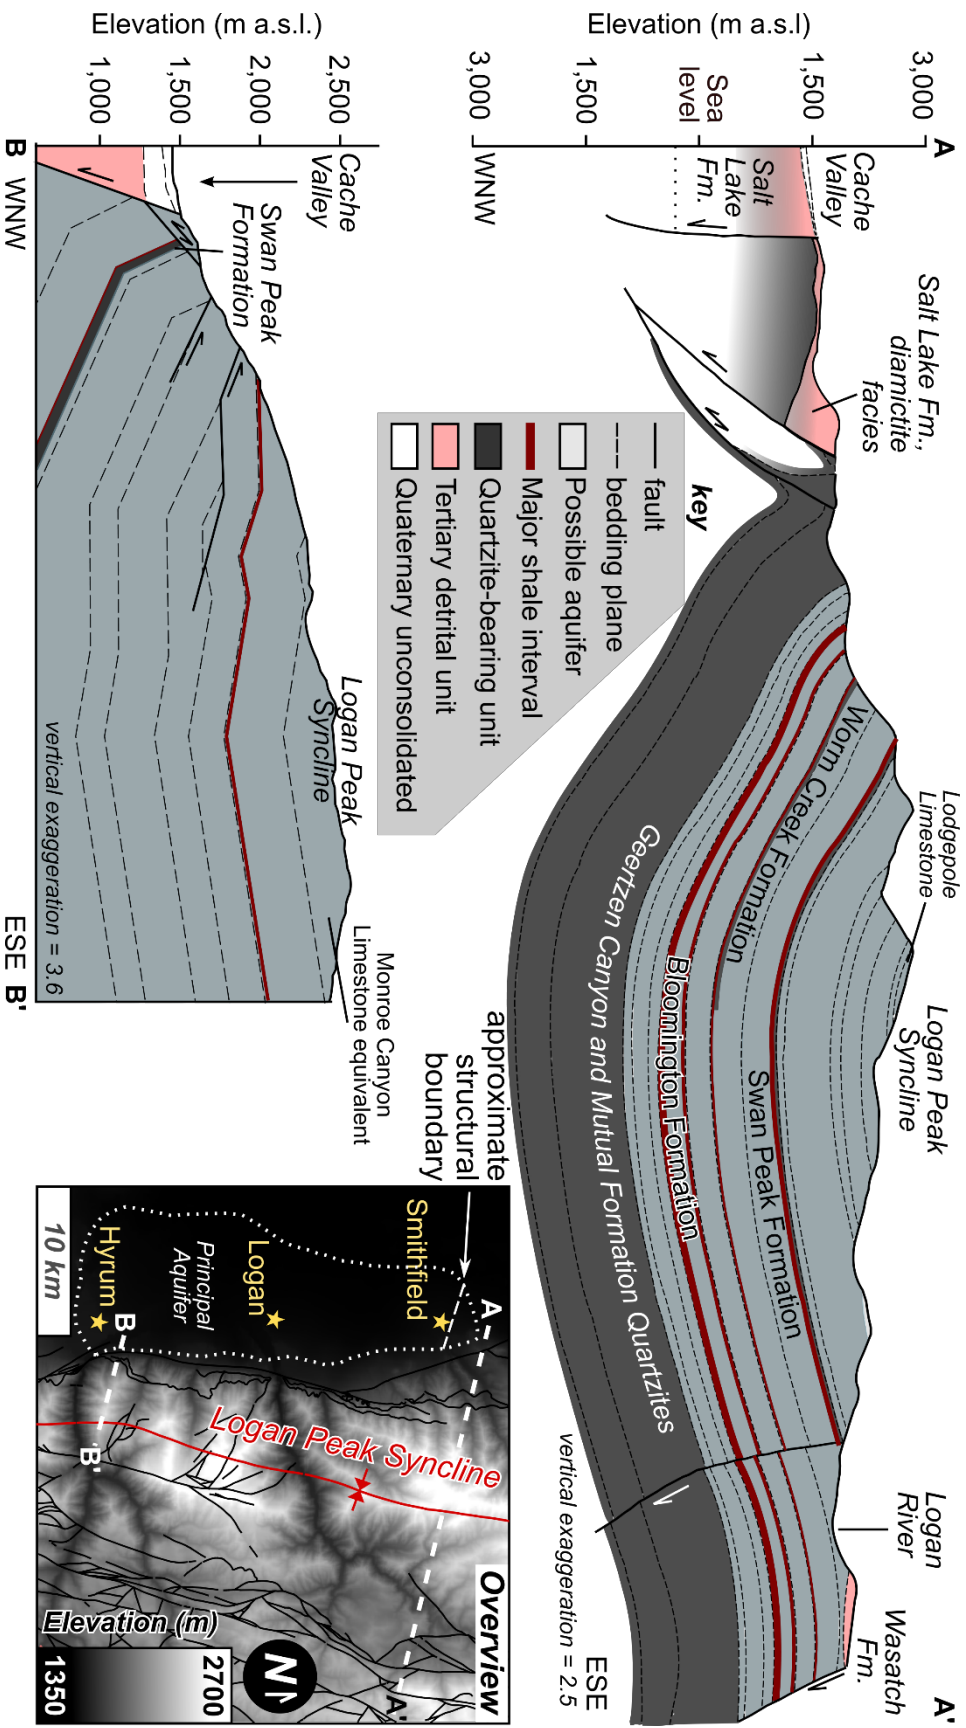 A
A'
3,000
1,500
Sea
level
1,500
3,000
Elevation (m a.s.l)
WNW
ESE
Cache
Valley
Salt
Lake
Fm.
Salt Lake Fm.,
diamictite
facies
Lodgepole
Limestone
Logan Peak
Syncline
Logan
River
Wasatch
Fm.
Worm Creek Formation
Swan Peak Formation
Bloomington Formation
Geertzen Canyon and Mutual Formation Quartzites
vertical exaggeration = 2.5
key
fault
bedding plane
Possible aquifer
Major shale interval
Quartzite-bearing unit
Tertiary detrital unit
Quaternary unconsolidated
approximate
structural
boundary
2,500
2,000
1,500
1,000
Elevation (m a.s.l.)
Cache
Valley
Swan Peak
Formation
Logan Peak
Syncline
Monroe Canyon
Limestone equivalent
vertical exaggeration = 3.6
B WNW
ESE B'
Overview
A
A'
Smithfield
Logan
Principal
Aquifer
Hyrum
B
B'
Logan Peak Syncline
N
10 km
Elevation (m)
2700
1350